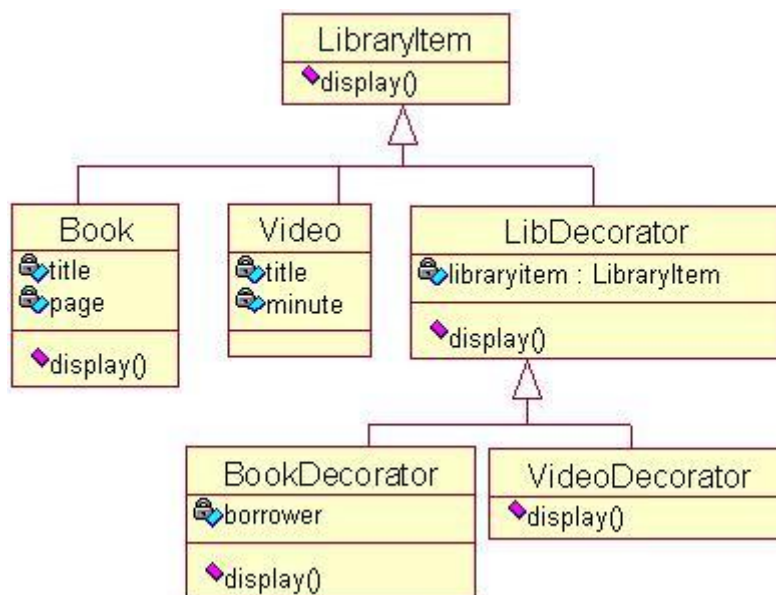 LibraryItem
display()
Book
title
page
display()
Video
title
minute
LibDecorator
libraryitem : LibraryItem
display()
BookDecorator
borrower
display()
VideoDecorator
display()